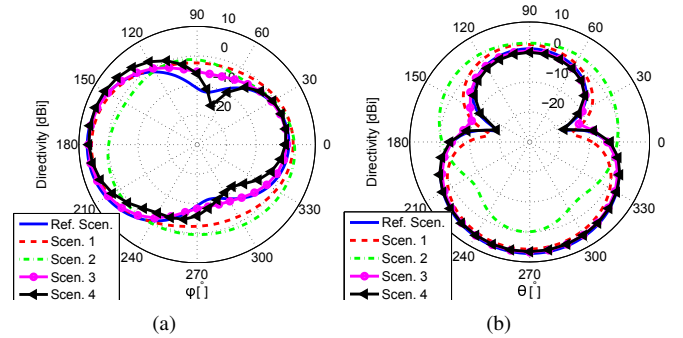 90
120
60
10
0
-10
-20
150
30
180
0
210
330
240
300
270
Directivity [dBi]
φ[°]
Ref. Scen.
Scen. 1
Scen. 2
Scen. 3
Scen. 4
(a)
90
120
60
10
0
−10
−20
150
30
180
0
210
330
240
300
270
Directivity [dBi]
θ[°]
Ref. Scen.
Scen. 1
Scen. 2
Scen. 3
Scen. 4
(b)